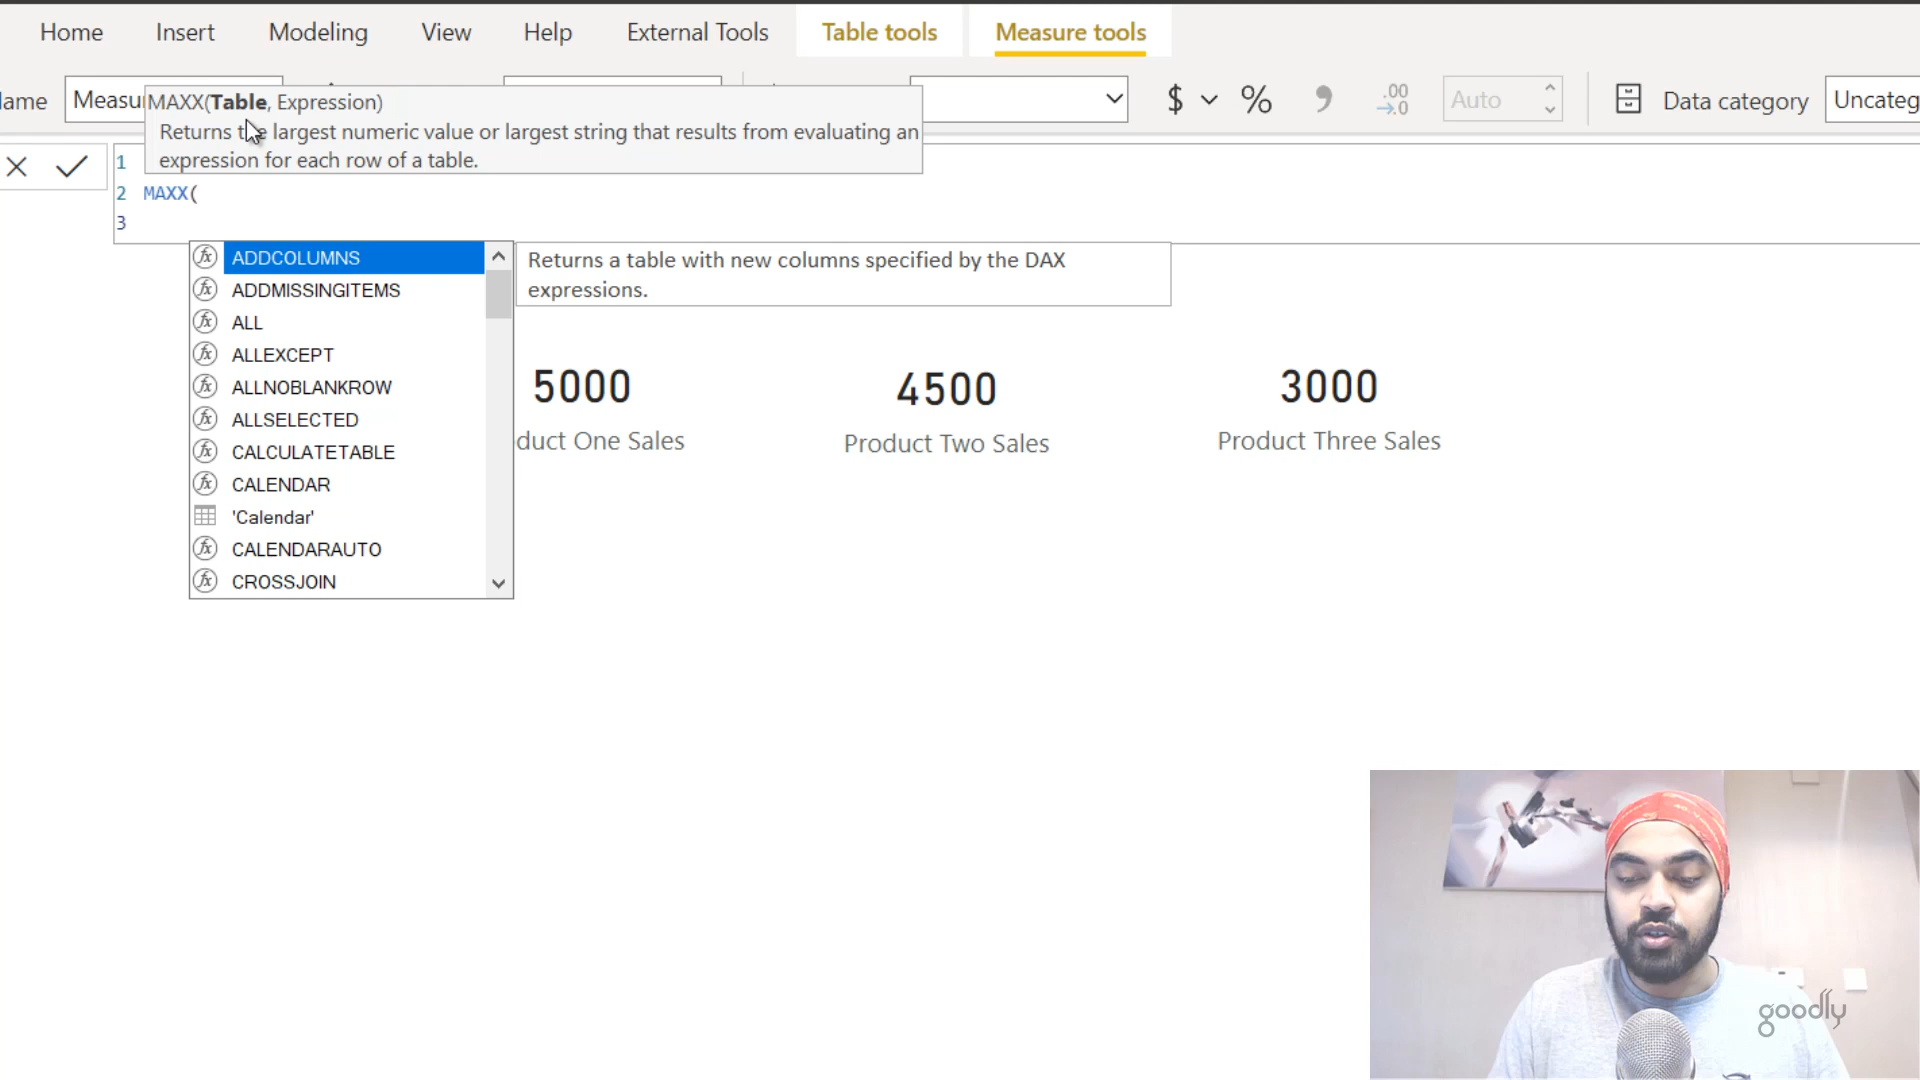 Home Insert Modeling View Help External Tools Table tools Measure tools
ame Measu $ % .00 .0 Auto Data category Uncateg
MAXX(Table, Expression)
Returns the largest numeric value or largest string that results from evaluating an
expression for each row of a table.
1
2 MAXX(
3
ADDCOLUMNS
ADDMISSINGITEMS
ALL
ALLEXCEPT
ALLNOBLANKROW
ALLSELECTED
CALCULATETABLE
CALENDAR
'Calendar'
CALENDARAUTO
CROSSJOIN
Returns a table with new columns specified by the DAX
expressions.
5000
duct One Sales
4500
Product Two Sales
3000
Product Three Sales
goodly